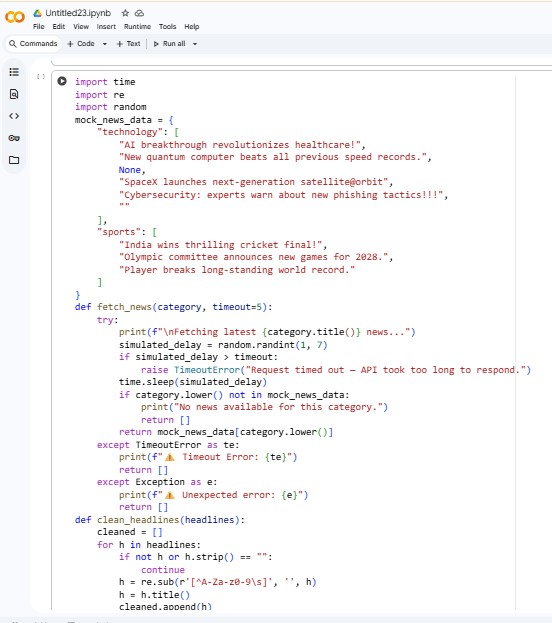 Untitled23.ipynb
File Edit View Insert Runtime Tools Help
Commands + Code + Text Run all
[ ]
import time
import re
import random
mock_news_data = {
    "technology": [
        "AI breakthrough revolutionizes healthcare!",
        "New quantum computer beats all previous speed records.",
        None,
        "SpaceX launches next-generation satellite@orbit",
        "Cybersecurity: experts warn about new phishing tactics!!!",
        ""
    ],
    "sports": [
        "India wins thrilling cricket final!",
        "Olympic committee announces new games for 2028.",
        "Player breaks long-standing world record."
    ]
}
def fetch_news(category, timeout=5):
    try:
        print(f"\nFetching latest {category.title()} news...")
        simulated_delay = random.randint(1, 7)
        if simulated_delay > timeout:
            raise TimeoutError("Request timed out — API took too long to respond.")
        time.sleep(simulated_delay)
        if category.lower() not in mock_news_data:
            print("No news available for this category.")
            return []
        return mock_news_data[category.lower()]
    except TimeoutError as te:
        print(f"⚠️ Timeout Error: {te}")
        return []
    except Exception as e:
        print(f"⚠️ Unexpected error: {e}")
        return []
def clean_headlines(headlines):
    cleaned = []
    for h in headlines:
        if not h or h.strip() == "":
            continue
        h = re.sub(r'[^A-Za-z0-9\s]', '', h)
        h = h.title()
        cleaned.append(h)